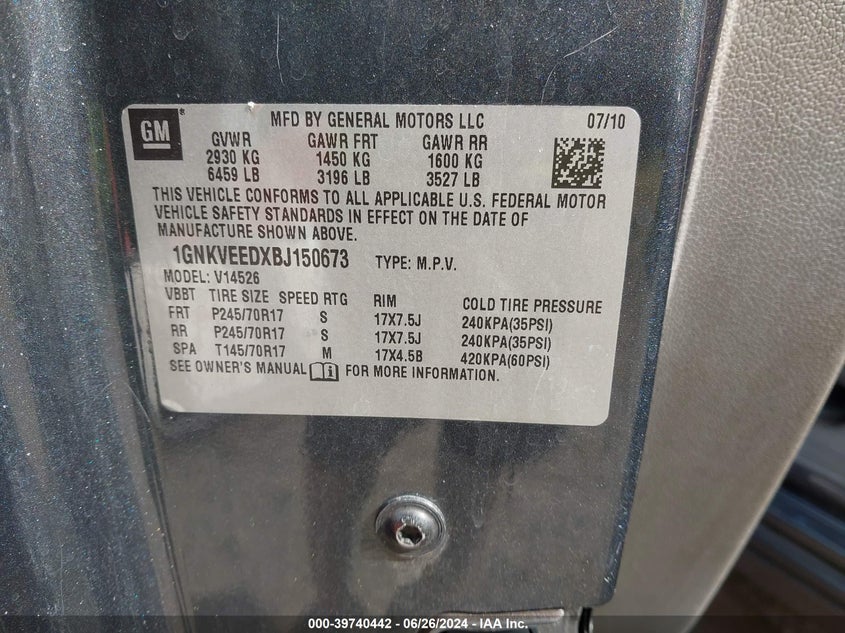 GM
MFD BY GENERAL MOTORS LLC 07/10
GVWR GAWR FRT GAWR RR
2930 KG 1450 KG 1600 KG
6459 LB 3196 LB 3527 LB
THIS VEHICLE CONFORMS TO ALL APPLICABLE U.S. FEDERAL MOTOR
VEHICLE SAFETY STANDARDS IN EFFECT ON THE DATE OF
MANUFACTURE SHOWN ABOVE.
1GNKVEEDXBJ150673 TYPE: M.P.V.
MODEL: V14526
VBBT TIRE SIZE SPEED RTG RIM COLD TIRE PRESSURE
FRT P245/70R17 S 17X7.5J 240KPA(35PSI)
RR P245/70R17 S 17X7.5J 240KPA(35PSI)
SPA T145/70R17 M 17X4.5B 420KPA(60PSI)
SEE OWNER'S MANUAL FOR MORE INFORMATION.
000-39740442 - 06/26/2024 - IAA Inc.